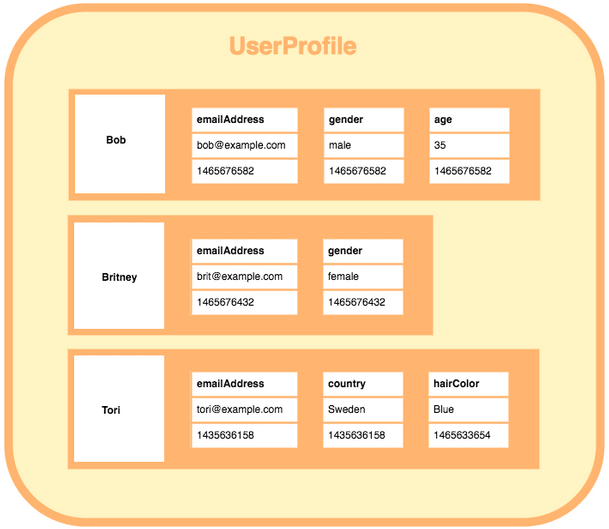 UserProfile
emailAddress gender age
Bob bob@example.com male 35
1465676582 1465676582 1465676582
emailAddress gender
Britney brit@example.com female
1465676432 1465676432
emailAddress country hairColor
Tori tori@example.com Sweden Blue
1435636158 1435636158 1465633654